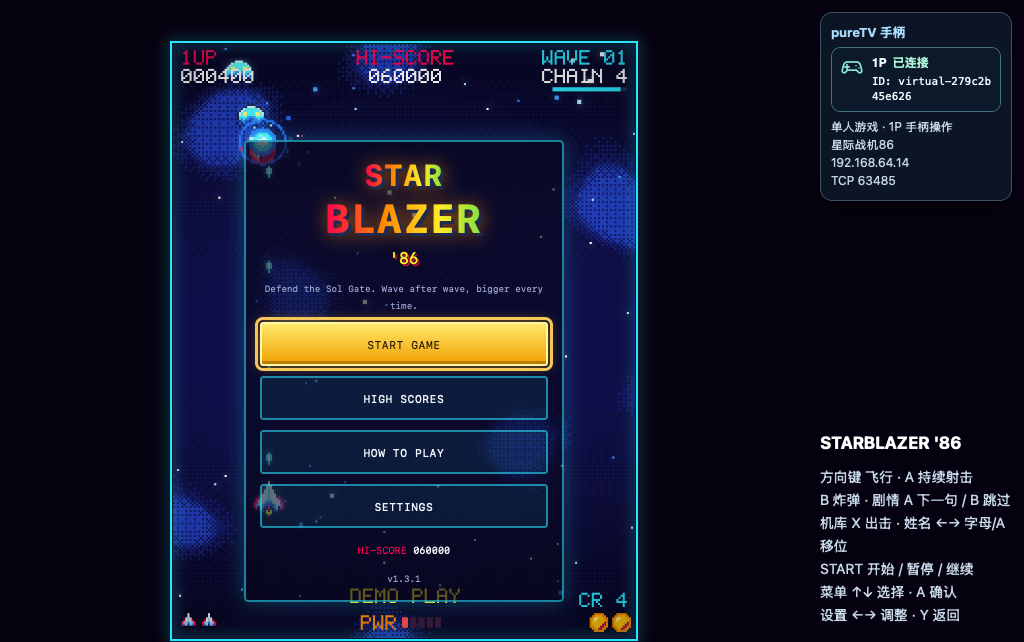 1UP
000400
HI-SCORE
060000
WAVE 01
CHAIN 4
STAR
BLAZER
'86
Defend the Sol Gate. Wave after wave, bigger every
time.
START GAME
HIGH SCORES
HOW TO PLAY
SETTINGS
HI-SCORE 060000
v1.3.1
DEMO PLAY
CR 4
PWR
pureTV 手柄
1P 已连接
ID: virtual-279c2b
45e626
单人游戏 · 1P 手柄操作
星际战机86
192.168.64.14
TCP 63485
STARBLAZER '86
方向键 飞行 · A 持续射击
B 炸弹 · 剧情 A 下一句 / B 跳过
机库 X 出击 · 姓名 ←→ 字母/A
移位
START 开始 / 暂停 / 继续
菜单 ↑↓ 选择 · A 确认
设置 ←→ 调整 · Y 返回